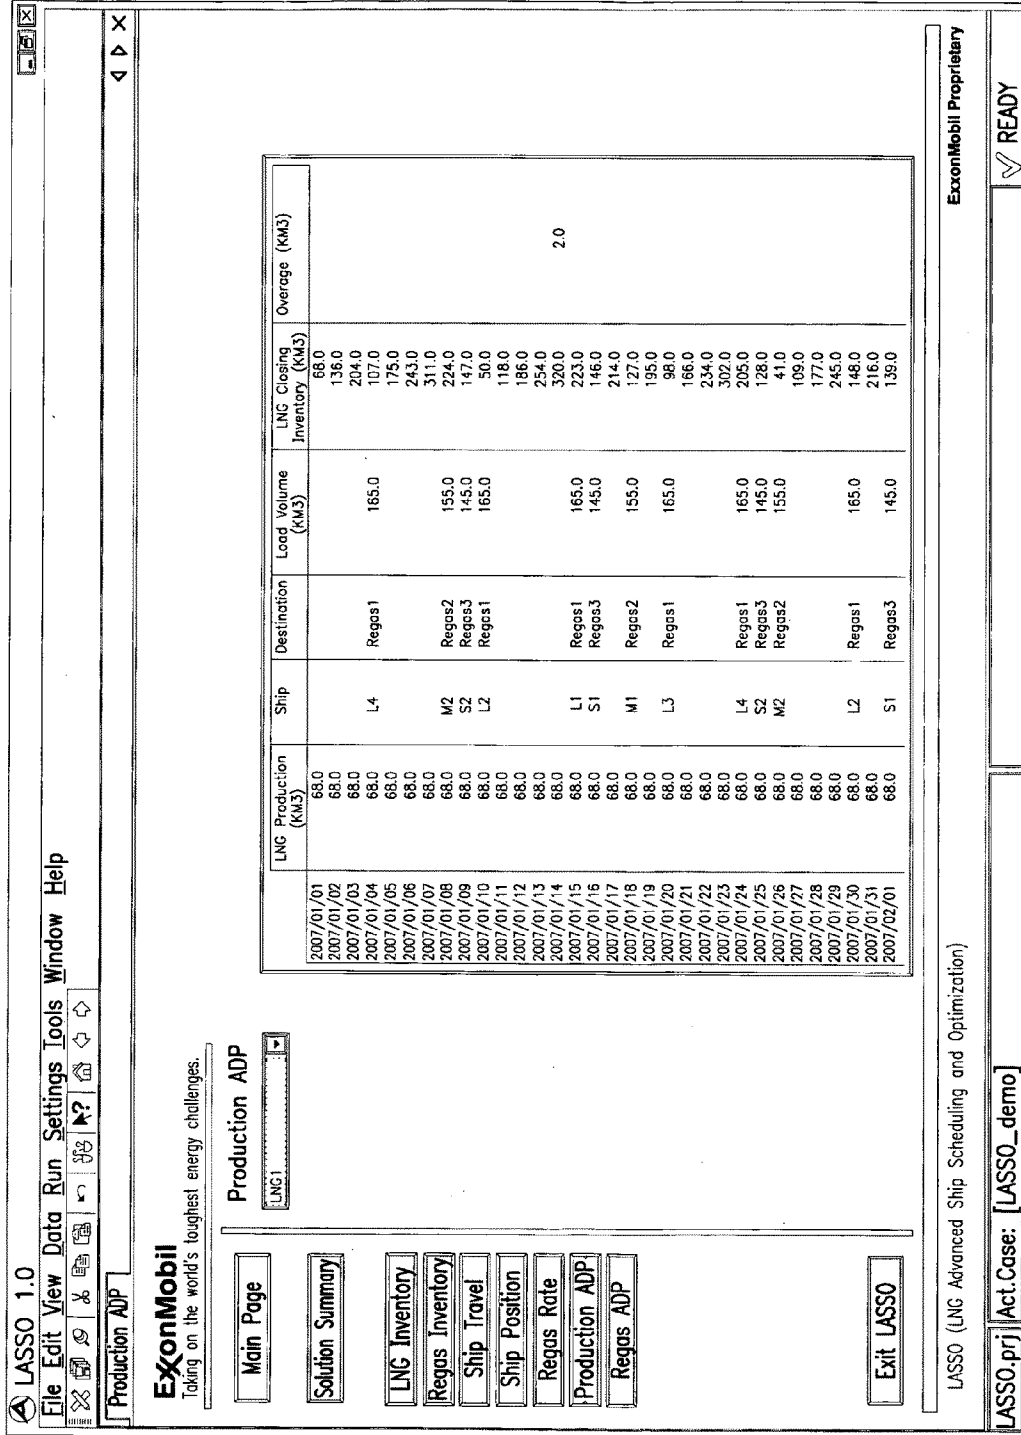 LASSO 1.0
File Edit View Data Run Settings Tools Window Help
Production ADP
ExxonMobil
Taking on the world's toughest energy challenges.
Main Page
Solution Summary
LNG Inventory
Regas Inventory
Ship Travel
Ship Position
Regas Rate
Production ADP
Regas ADP
Exit LASSO
Production ADP
LNG1
LNG Production (KM3) Ship Destination Load Volume (KM3) LNG Closing Inventory (KM3) Overage (KM3)
2007/01/01 68.0 68.0
2007/01/02 68.0 136.0
2007/01/03 68.0 204.0
2007/01/04 68.0 L4 Regas1 165.0 107.0
2007/01/05 68.0 175.0
2007/01/06 68.0 243.0
2007/01/07 68.0 311.0
2007/01/08 68.0 M2 Regas2 155.0 224.0
2007/01/09 68.0 S2 Regas3 145.0 147.0
2007/01/10 68.0 L2 Regas1 165.0 50.0
2007/01/11 68.0 118.0
2007/01/12 68.0 186.0
2007/01/13 68.0 254.0
2007/01/14 68.0 320.0 2.0
2007/01/15 68.0 L1 Regas1 165.0 223.0
2007/01/16 68.0 S1 Regas3 145.0 146.0
2007/01/17 68.0 214.0
2007/01/18 68.0 M1 Regas2 155.0 127.0
2007/01/19 68.0 195.0
2007/01/20 68.0 L3 Regas1 165.0 98.0
2007/01/21 68.0 166.0
2007/01/22 68.0 234.0
2007/01/23 68.0 302.0
2007/01/24 68.0 L4 Regas1 165.0 205.0
2007/01/25 68.0 S2 Regas3 145.0 128.0
2007/01/26 68.0 M2 Regas2 155.0 41.0
2007/01/27 68.0 109.0
2007/01/28 68.0 177.0
2007/01/29 68.0 245.0
2007/01/30 68.0 L2 Regas1 165.0 148.0
2007/01/31 68.0 216.0
2007/02/01 68.0 S1 Regas3 145.0 139.0
LASSO (LNG Advanced Ship Scheduling and Optimization)
ExxonMobil Proprietary
LASSO.prj Act.Case: [LASSO_demo] READY